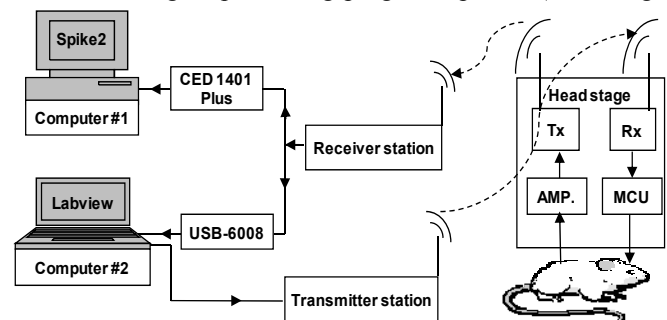 Spike2
CED 1401
Plus
Computer #1
Receiver station
Head stage
Tx
Rx
AMP.
MCU
Labview
USB-6008
Computer #2
Transmitter station